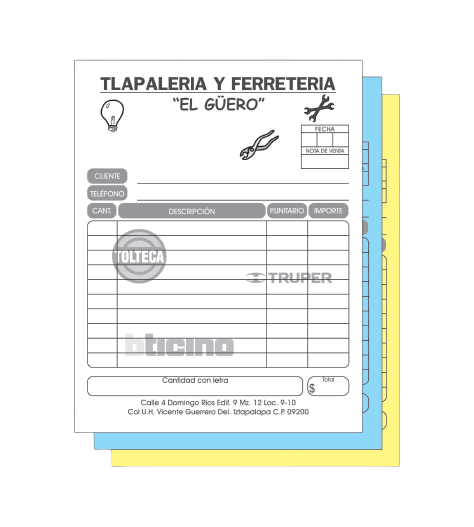 TLAPALERIA Y FERRETERIA
"EL GÜERO"
FECHA
NOTA DE VENTA
CLIENTE
TELÉFONO
CANT. DESCRIPCIÓN P.UNITARIO IMPORTE
TOLTECA
TRUPER
bticino
Cantidad con letra
Total
$
Calle 4 Domingo Ríos Edif. 9 Mz. 12 Loc. 9-10
Col U.H. Vicente Guerrero Del. Iztapalapa C.P. 09200